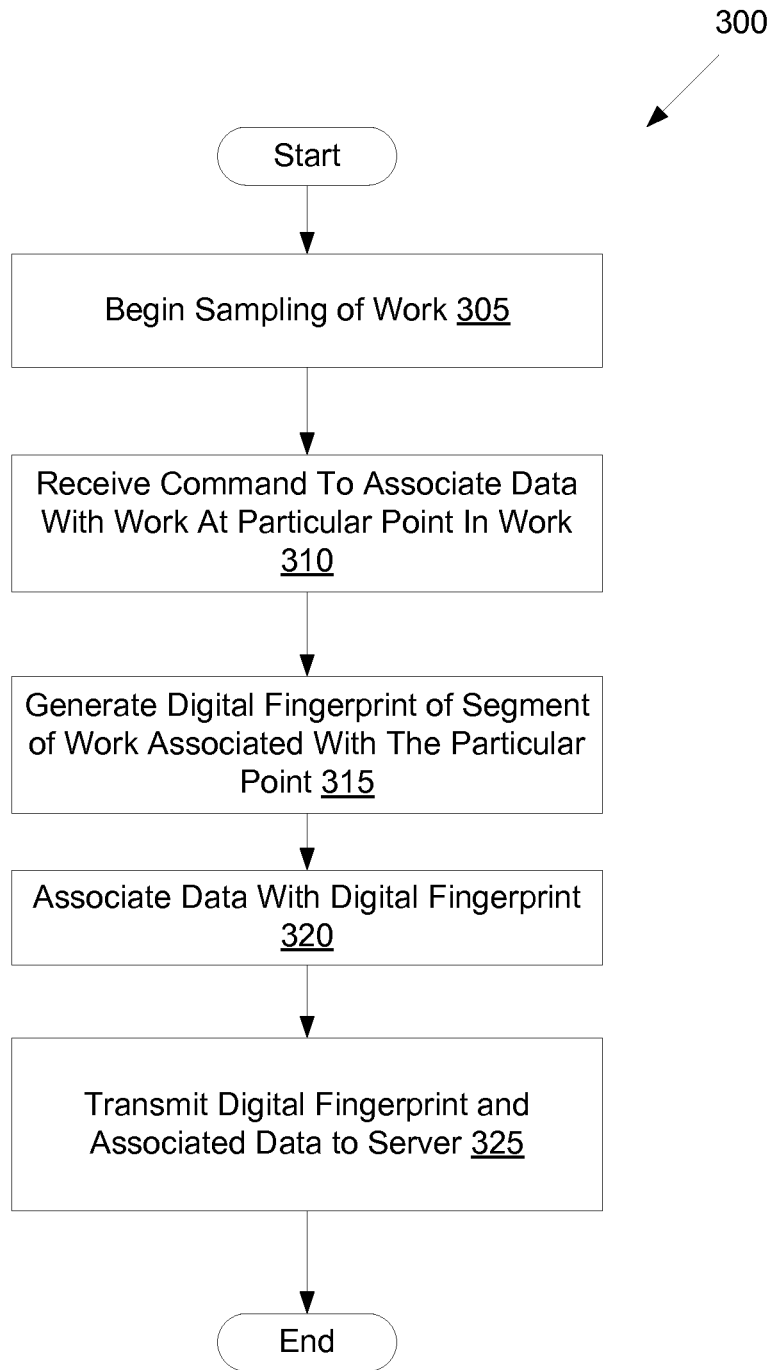 300
Start
Begin Sampling of Work 305
Receive Command To Associate Data
With Work At Particular Point In Work
310
Generate Digital Fingerprint of Segment
of Work Associated With The Particular
Point 315
Associate Data With Digital Fingerprint
320
Transmit Digital Fingerprint and
Associated Data to Server 325
End